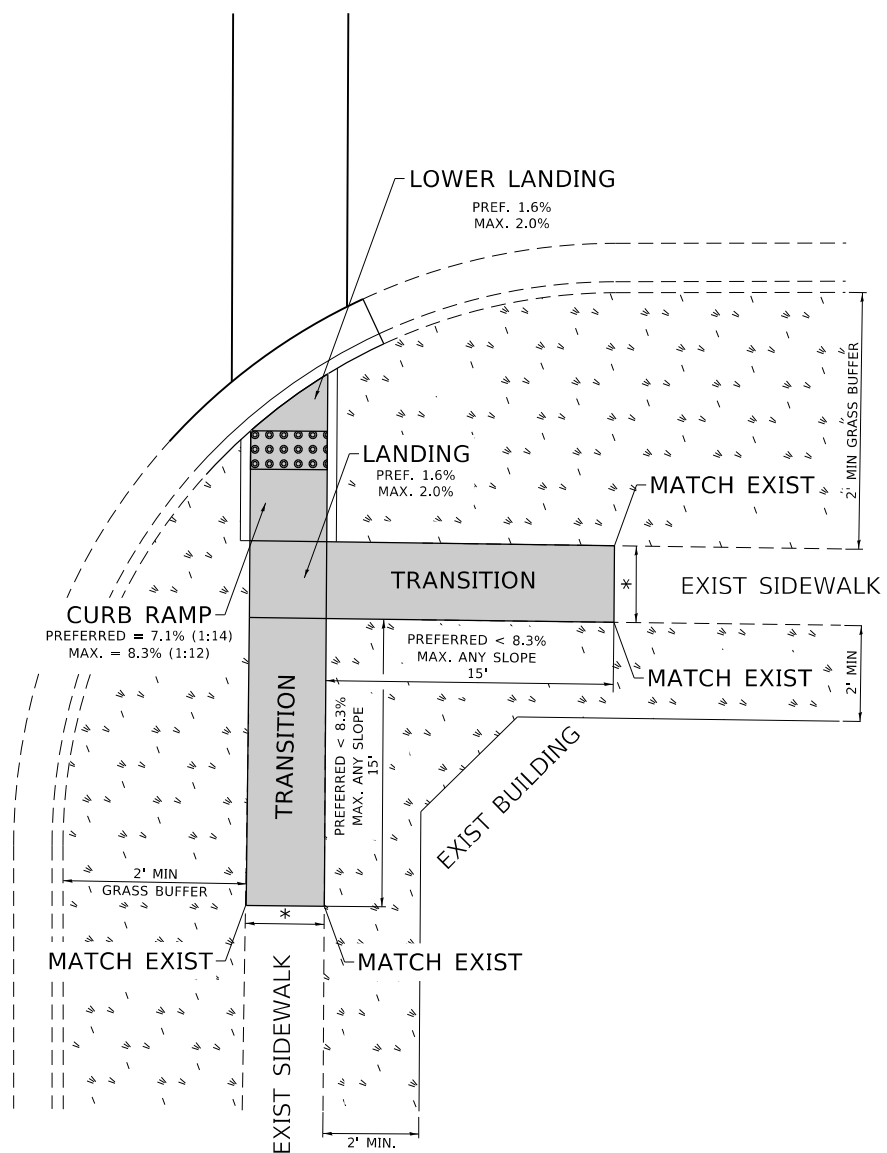 LOWER LANDING
PREF. 1.6%
MAX. 2.0%
2' MIN GRASS BUFFER
LANDING
PREF. 1.6%
MAX. 2.0%
MATCH EXIST
TRANSITION
*
EXIST SIDEWALK
CURB RAMP
PREFERRED = 7.1% (1:14)
MAX. = 8.3% (1:12)
PREFERRED < 8.3%
MAX. ANY SLOPE
15'
MATCH EXIST
2' MIN
TRANSITION
PREFERRED < 8.3%
MAX. ANY SLOPE
15'
EXIST BUILDING
2' MIN
GRASS BUFFER
*
MATCH EXIST
MATCH EXIST
EXIST SIDEWALK
2' MIN.